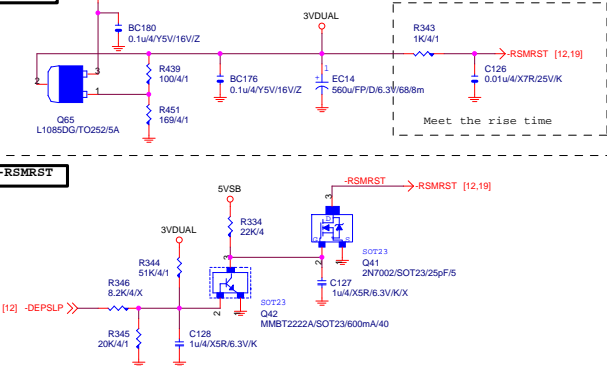 BC180
0.1u/4/Y5V/16V/Z
3VDUAL
R343
1K/4/1
-RSMRST [12,19]
2
3
1
R439
100/4/1
R451
169/4/1
BC176
0.1u/4/Y5V/16V/Z
1
+
EC14
560u/FP/D/6.3V/68/8m
C126
0.01u/4/X7R/25V/K
Q65
L1085DG/TO252/5A
Meet the rise time
-RSMRST
5VSB
-RSMRST
-RSMRST [12,19]
R334
22K/4
3
3VDUAL
D
G
S
SOT23
Q41
2N7002/SOT23/25pF/5
R344
51K/4/1
3
2
C127
1u/4/X5R/6.3V/K/X
R346
8.2K/4/X
[12] -DEPSLP
2
SOT23
Q42
MMBT2222A/SOT23/600mA/40
R345
20K/4/1
C128
1u/4/X5R/6.3V/K